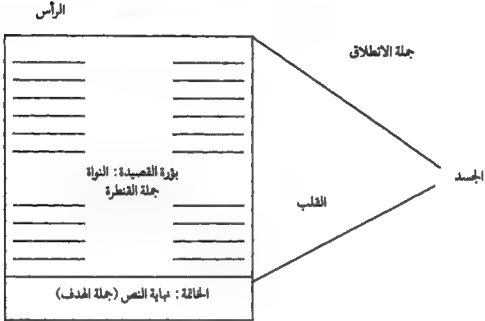 الرأس
جملة الانطلاق
بؤرة القصيدة : النواة
جملة القنطرة
الجسد
القلب
الخاتمة : نهاية النص (جملة الهدف)